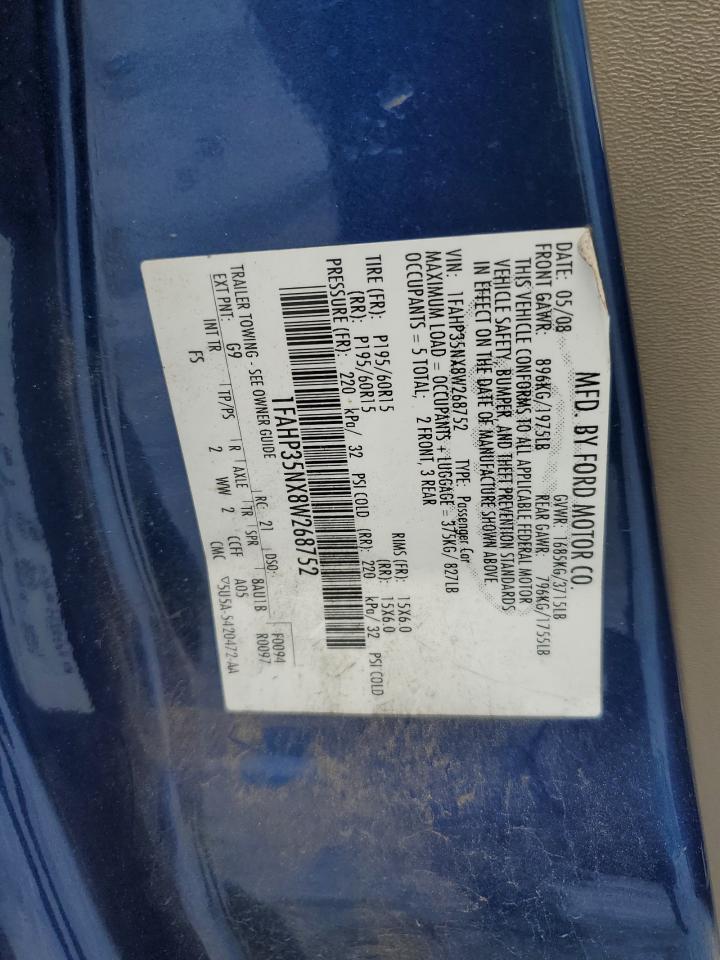 MFD. BY FORD MOTOR CO.
DATE: 05/08 GVWR: 1685KG/3715LB
FRONT GAWR: 896KG/1975LB REAR GAWR: 796KG/1755LB
THIS VEHICLE CONFORMS TO ALL APPLICABLE FEDERAL MOTOR
VEHICLE SAFETY, BUMPER, AND THEFT PREVENTION STANDARDS
IN EFFECT ON THE DATE OF MANUFACTURE SHOWN ABOVE.
VIN: 1FAHP35NX8W268752 TYPE: Passenger Car
MAXIMUM LOAD = OCCUPANTS + LUGGAGE = 375KG/ 827LB
OCCUPANTS = 5 TOTAL; 2 FRONT, 3 REAR
TIRE (FR): P195/60R15 RIMS (FR): 15X6.0
(RR): P195/60R15 (RR): 15X6.0
PRESSURE (FR): 220 kPa/ 32 PSI COLD (RR): 220 kPa/ 32 PSI COLD
1FAHP35NX8W268752
TRAILER TOWING - SEE OWNER GUIDE F0094
EXT PNT: G9 RC: 21 DSO: R0097
INT TR TP/PS R AXLE TR SPR 8AU1B
FS 2 WW 2 CCFF A05
CIMC ▽5U5A-5420472-AA